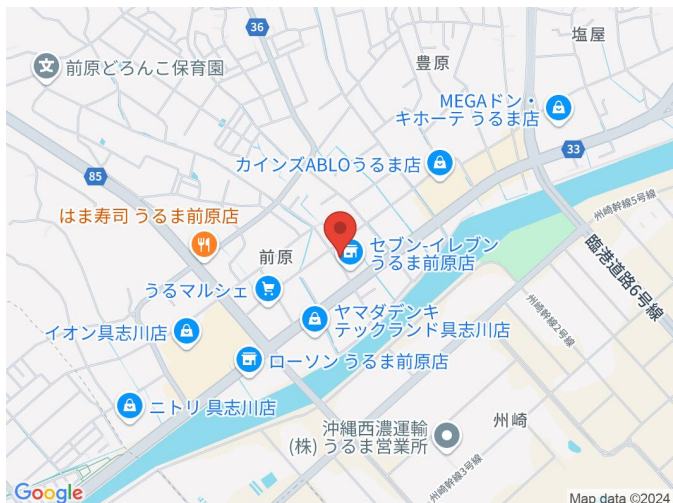 36
塩屋
豊原
文
前原どろんこ保育園
MEGAドン・
キホーテ うるま店
33
カインズABLOうるま店
85
州崎幹線5号線
はま寿司 うるま前原店
臨港道路6号線
前原
セブン-イレブン
うるま前原店
うるマルシェ
州崎幹線2号線
ヤマダデンキ
テックランド具志川店
イオン具志川店
ローソン うるま前原店
ニトリ 具志川店
州崎
沖縄西濃運輸
(株) うるま営業所
州崎幹線3号線
Google
Map data ©2024